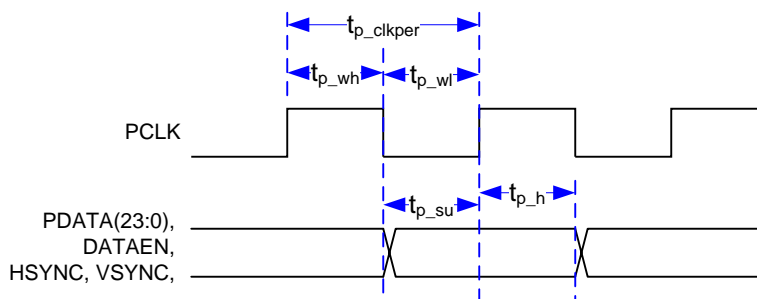 tp_clkper
tp_wh
tp_wl
PCLK
tp_su
tp_h
PDATA(23:0),
DATAEN,
HSYNC, VSYNC,